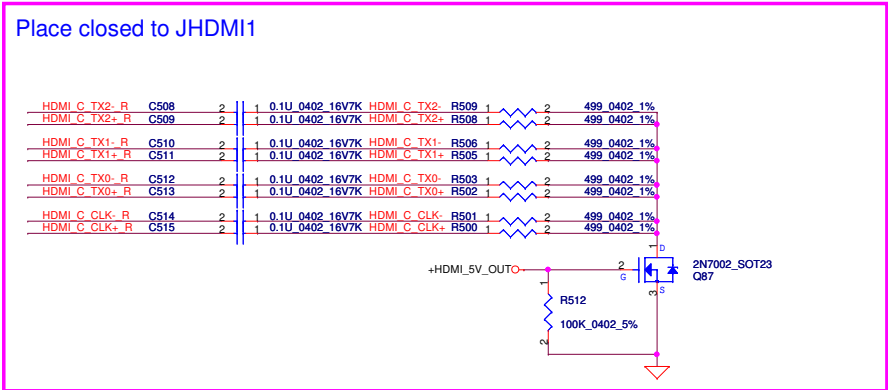 Place closed to JHDMI1
HDMI_C_TX2-_R C508 2 1 0.1U_0402_16V7K HDMI_C_TX2- R509 1 2 499_0402_1%
HDMI_C_TX2+_R C509 2 1 0.1U_0402_16V7K HDMI_C_TX2+ R508 1 2 499_0402_1%
HDMI_C_TX1-_R C510 2 1 0.1U_0402_16V7K HDMI_C_TX1- R506 1 2 499_0402_1%
HDMI_C_TX1+_R C511 2 1 0.1U_0402_16V7K HDMI_C_TX1+ R505 1 2 499_0402_1%
HDMI_C_TX0-_R C512 2 1 0.1U_0402_16V7K HDMI_C_TX0- R503 1 2 499_0402_1%
HDMI_C_TX0+_R C513 2 1 0.1U_0402_16V7K HDMI_C_TX0+ R502 1 2 499_0402_1%
HDMI_C_CLK-_R C514 2 1 0.1U_0402_16V7K HDMI_C_CLK- R501 1 2 499_0402_1%
HDMI_C_CLK+_R C515 2 1 0.1U_0402_16V7K HDMI_C_CLK+ R500 1 2 499_0402_1%
1 D
+HDMI_5V_OUT 2 G 2N7002_SOT23
Q87
1 3 S
R512
100K_0402_5%
2